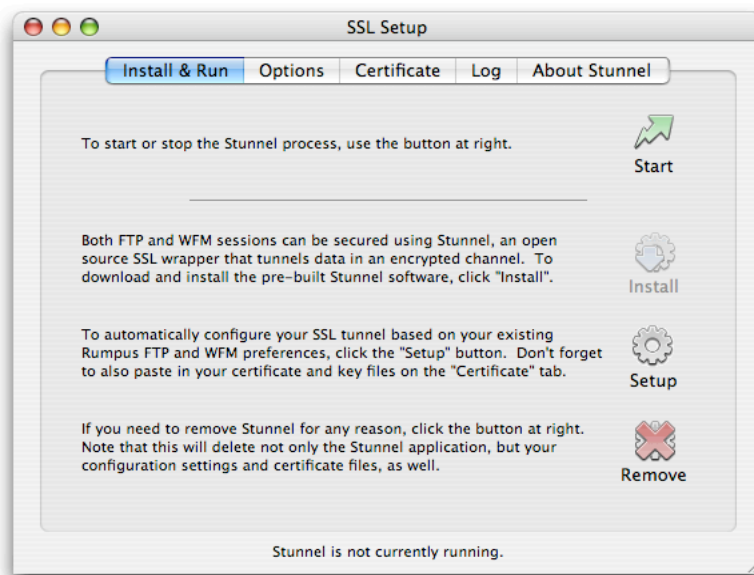 SSL Setup
Install & Run
Options
Certificate
Log
About Stunnel
To start or stop the Stunnel process, use the button at right.
Start
Both FTP and WFM sessions can be secured using Stunnel, an open
source SSL wrapper that tunnels data in an encrypted channel. To
download and install the pre-built Stunnel software, click "Install".
Install
To automatically configure your SSL tunnel based on your existing
Rumpus FTP and WFM preferences, click the "Setup" button. Don't forget
to also paste in your certificate and key files on the "Certificate" tab.
Setup
If you need to remove Stunnel for any reason, click the button at right.
Note that this will delete not only the Stunnel application, but your
configuration settings and certificate files, as well.
Remove
Stunnel is not currently running.